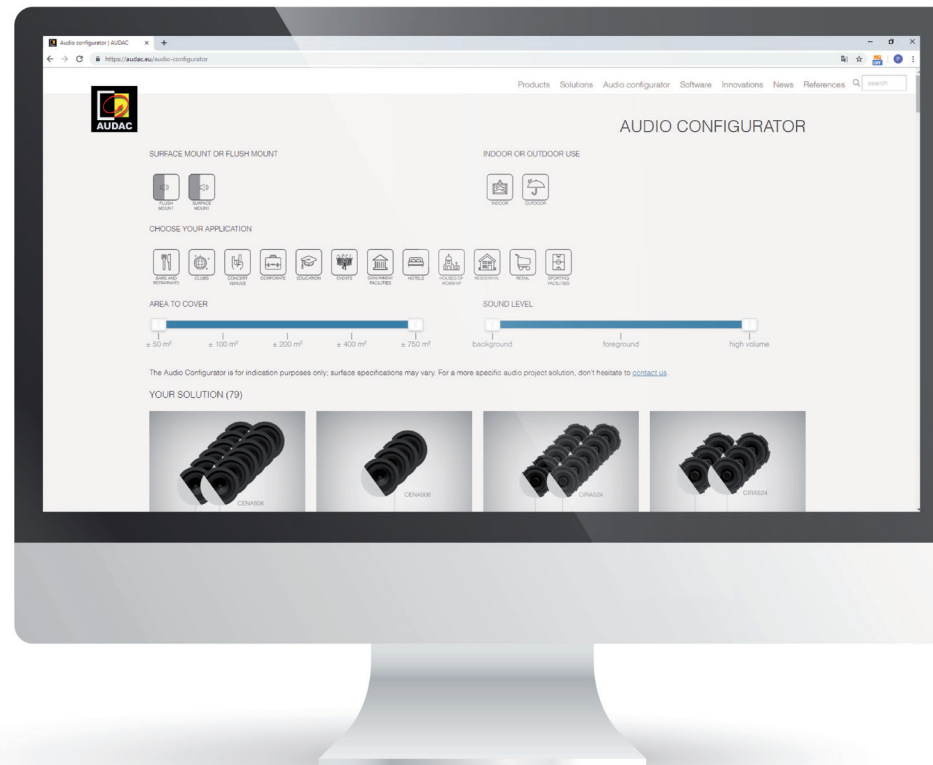 Audio configurator | AUDAC
https://audac.eu/audio-configurator
Products Solutions Audio configurator Software Innovations News References search
AUDAC
AUDIO CONFIGURATOR
SURFACE MOUNT OR FLUSH MOUNT
INDOOR OR OUTDOOR USE
FLUSH MOUNT
SURFACE MOUNT
INDOOR
OUTDOOR
CHOOSE YOUR APPLICATION
BARS AND RESTAURANTS
CLUBS
CONCERT VENUES
CORPORATE
EDUCATION
EVENTS
GOVERNMENT FACILITIES
HOTELS
HOUSES OF WORSHIP
RESIDENTIAL
RETAIL
SPORTING FACILITIES
AREA TO COVER
SOUND LEVEL
± 50 m² ± 100 m² ± 200 m² ± 400 m² ± 750 m²
background foreground high volume
The Audio Configurator is for indication purposes only; surface specifications may vary. For a more specific audio project solution, don't hesitate to contact us.
YOUR SOLUTION (79)
CENA506
CENA506
CIRA524
CIRA524